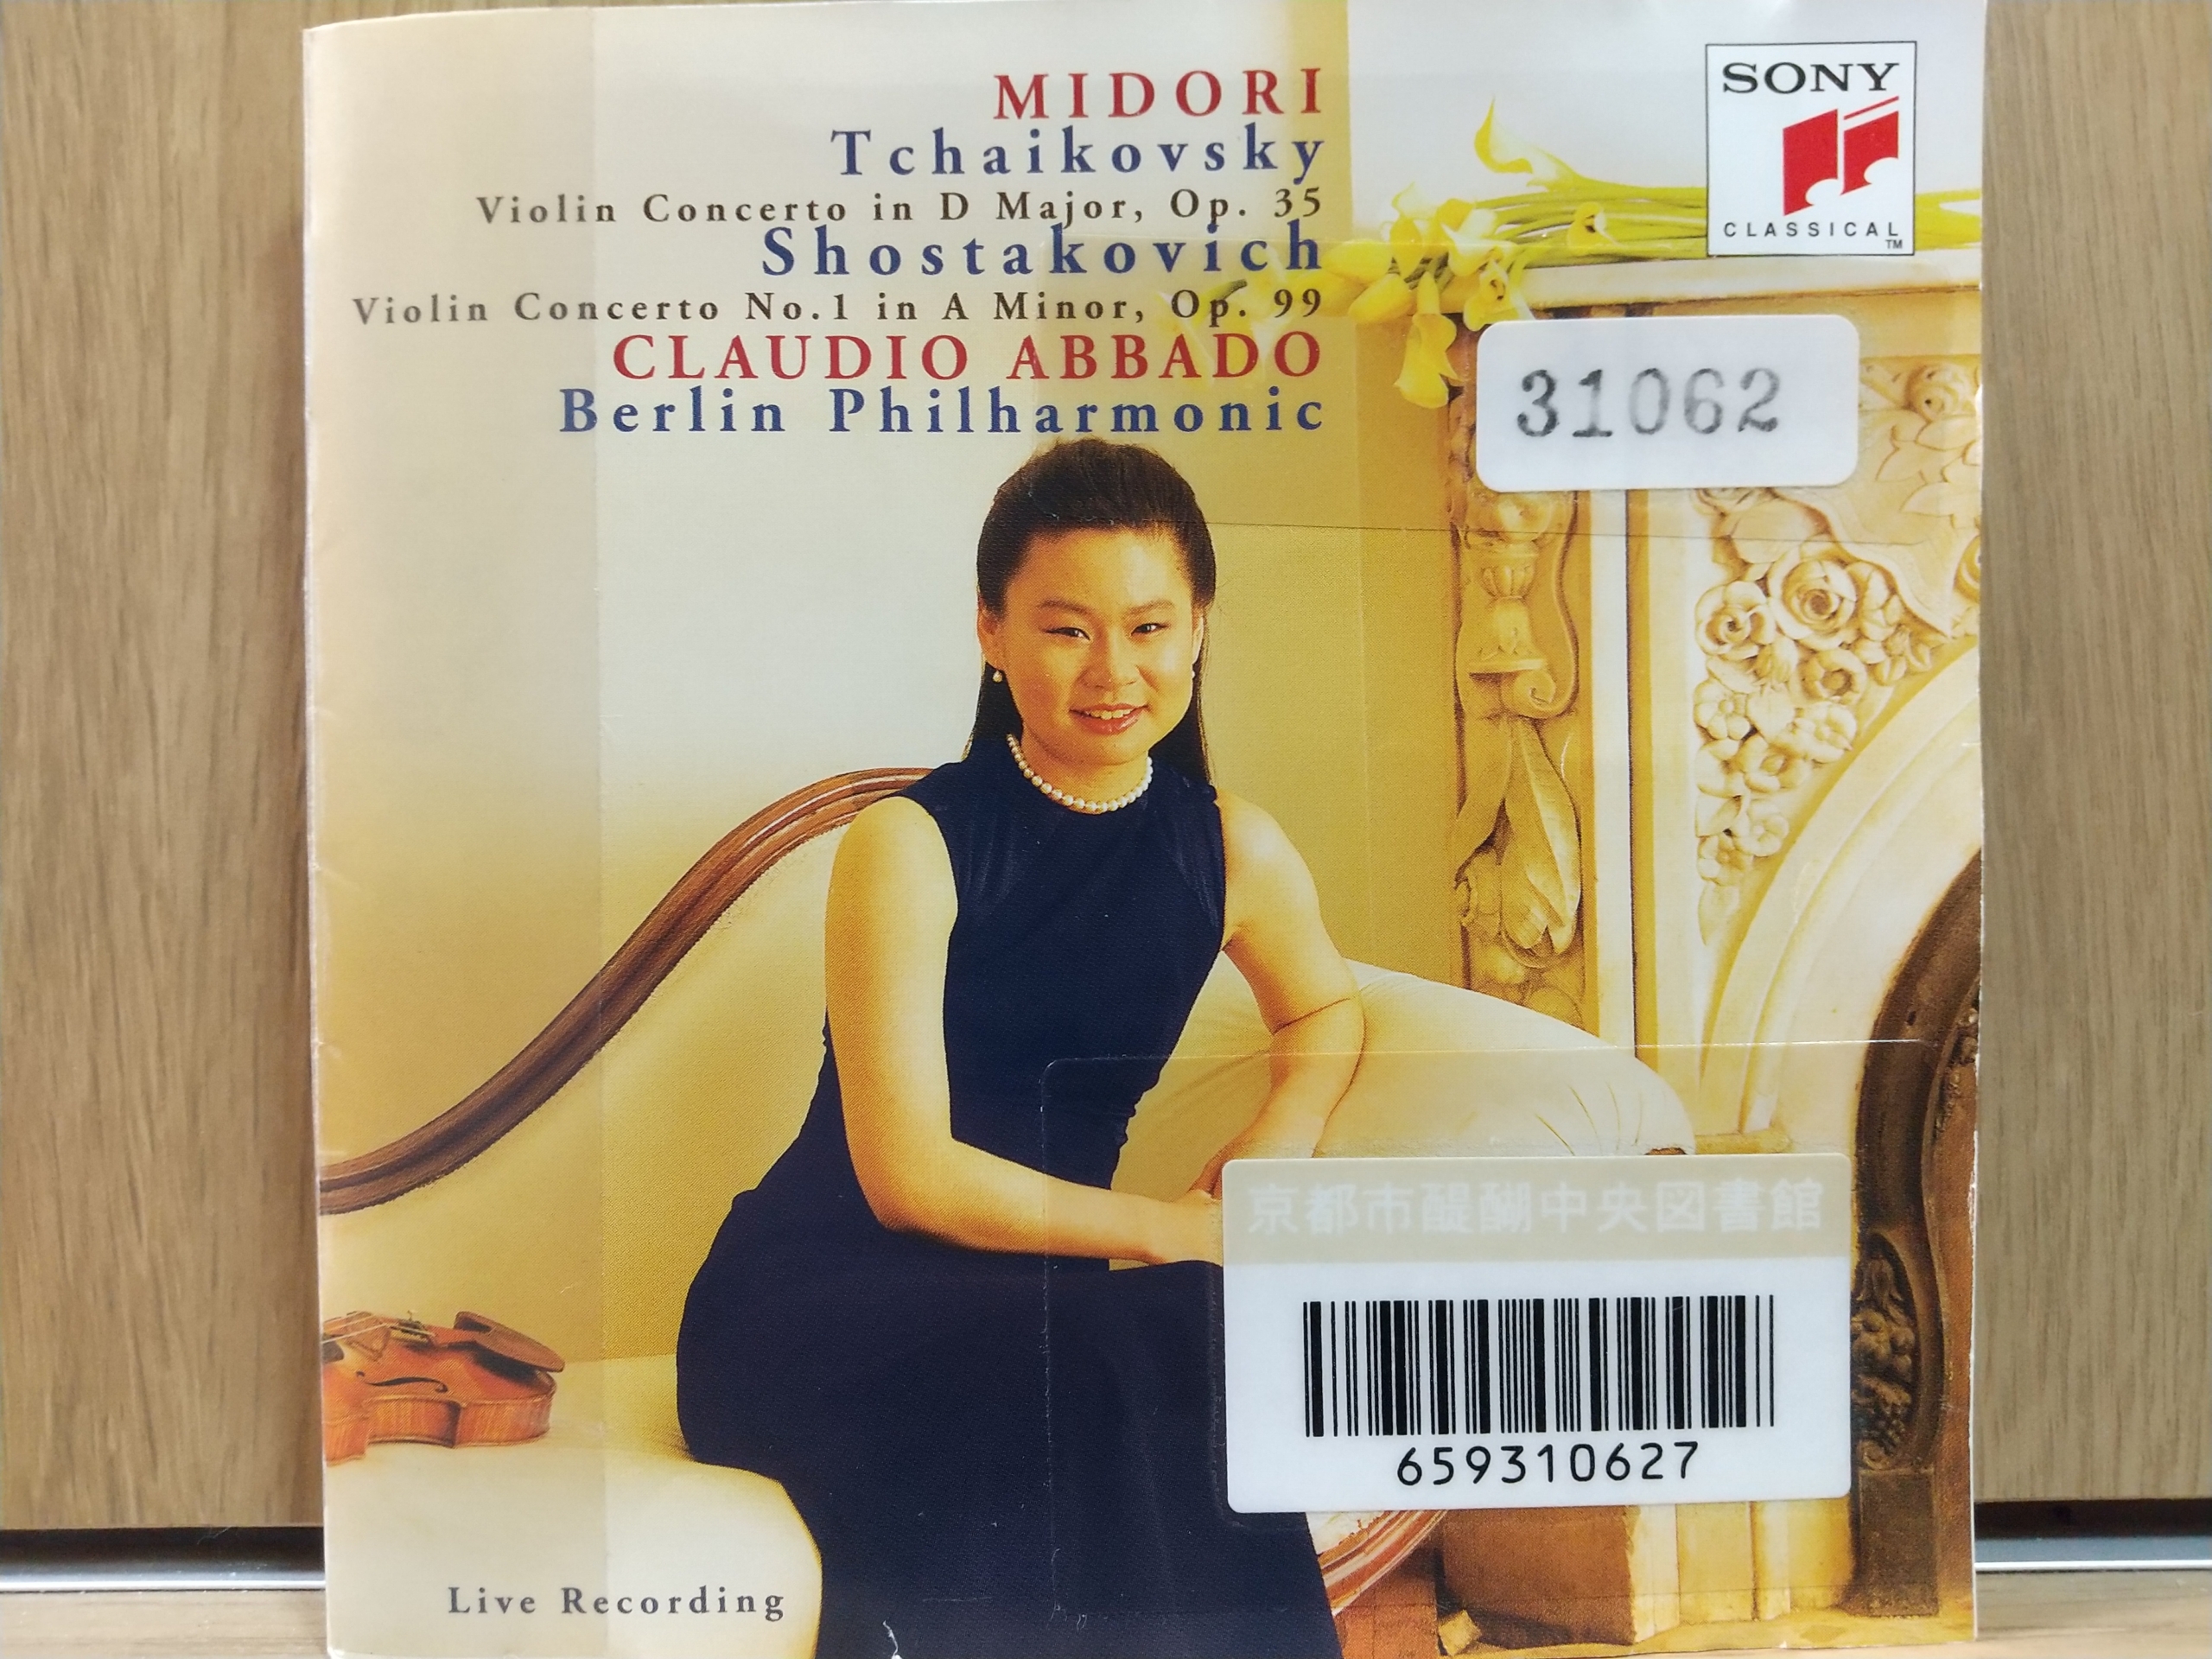 MIDORI
Tchaikovsky
Violin Concerto in D Major, Op. 35
Shostakovich
Violin Concerto No.1 in A Minor, Op. 99
CLAUDIO ABBADO
Berlin Philharmonic
SONY
CLASSICAL
TM
31062
京都市醍醐中央図書館
659310627
Live Recording